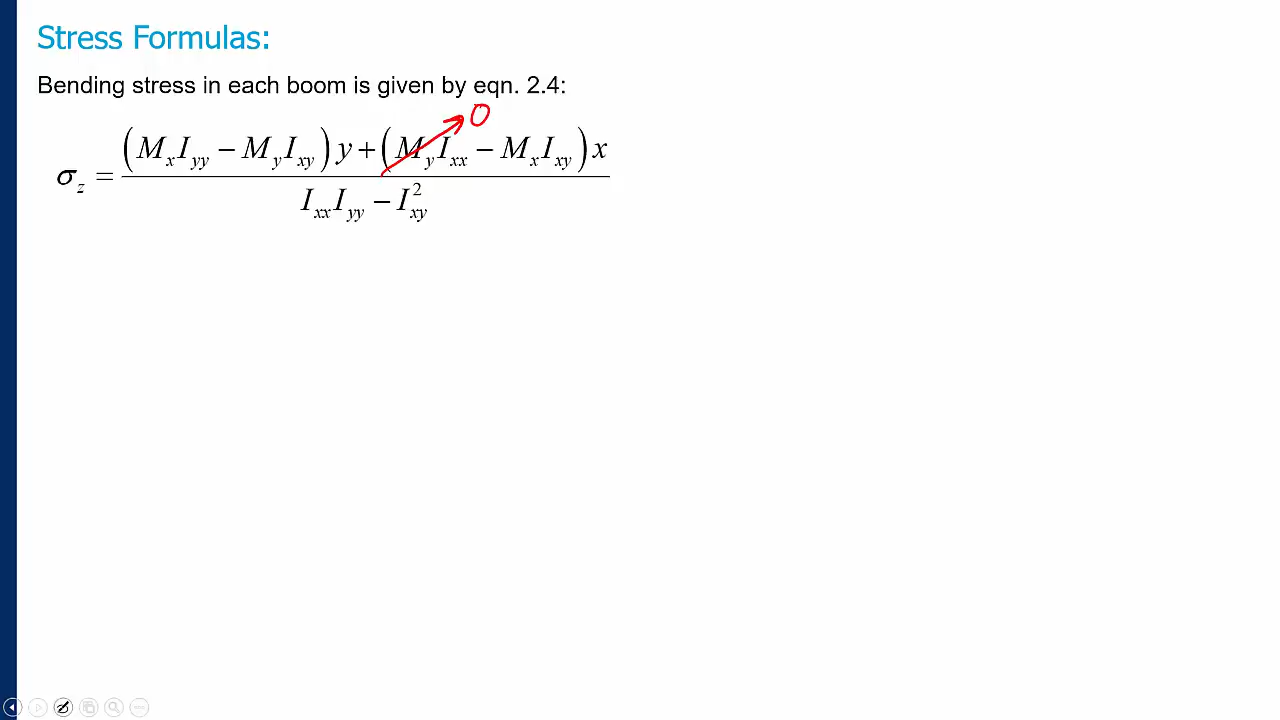 Stress Formulas:
Bending stress in each boom is given by eqn. 2.4:
0
σ_z = ((M_x I_yy − M_y I_xy) y + (M_y I_xx − M_x I_xy) x) / (I_xx I_yy − I_xy^2)